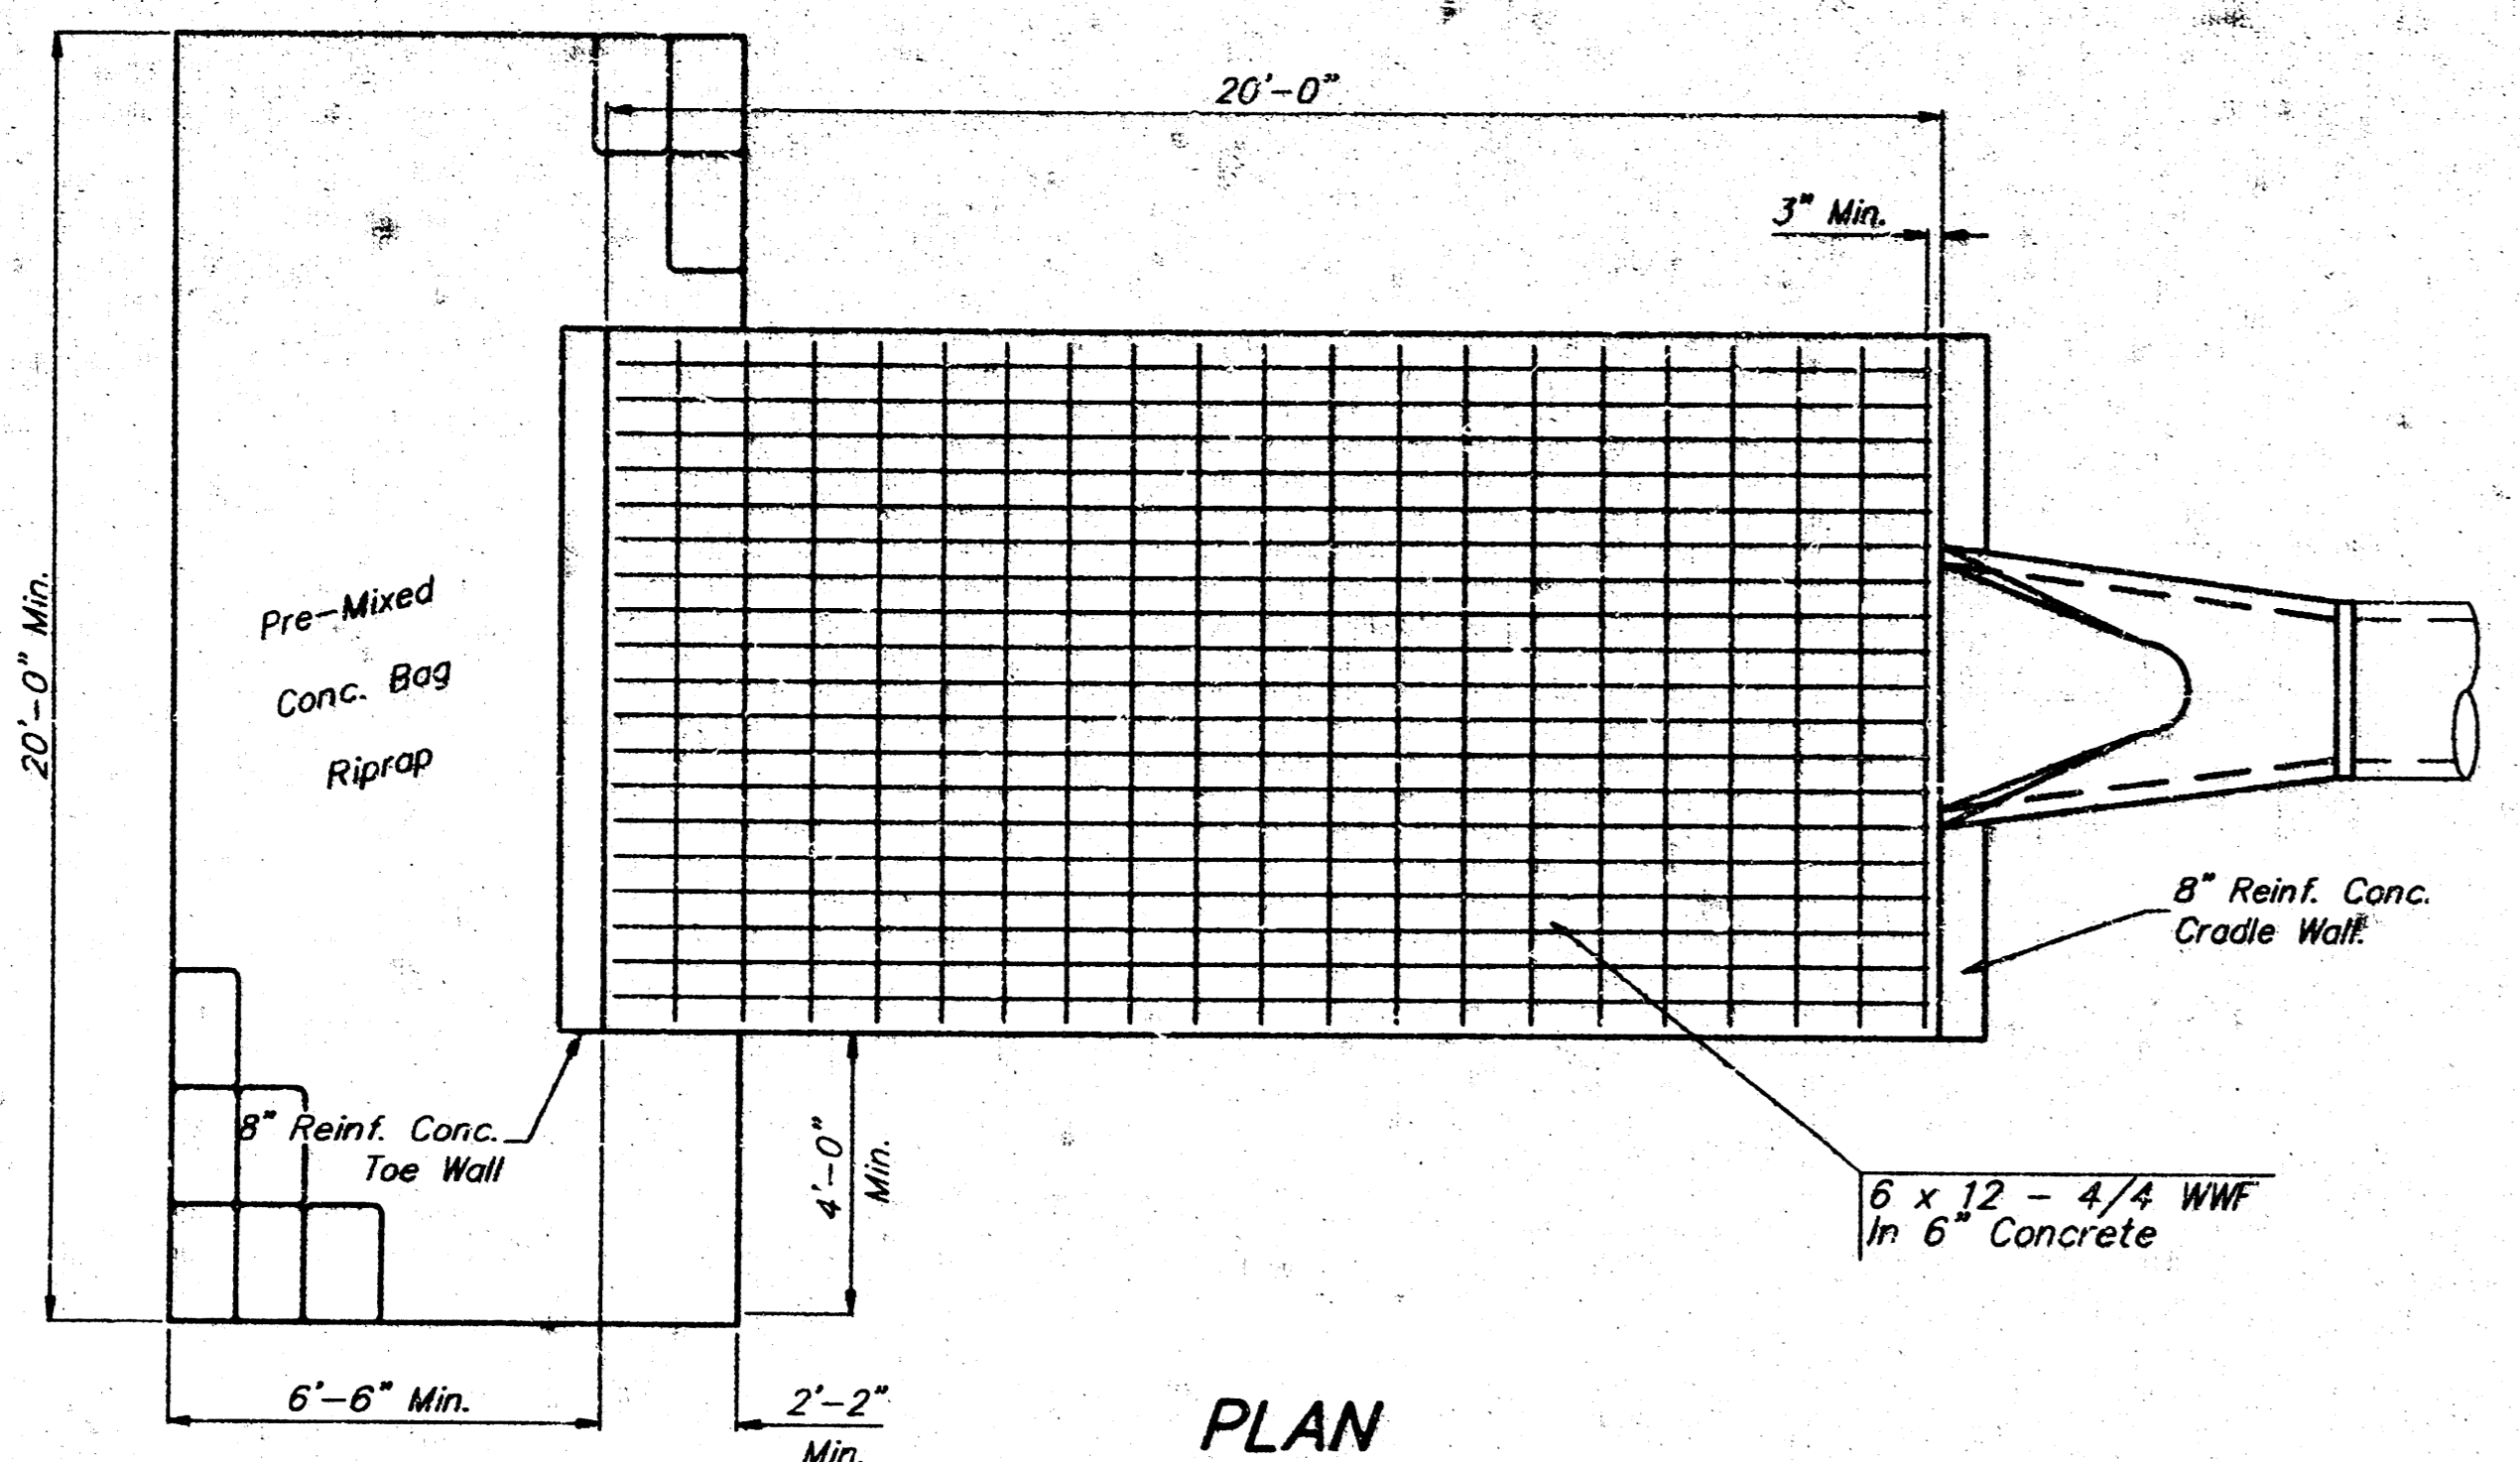 20'-0"
3" Min.
20'-0" Min.
Pre-Mixed
Conc. Bag
Riprap
8" Reinf. Conc.
Cradle Wall.
8" Reinf. Conc.
Toe Wall
4'-0"
Min.
6 x 12 - 4/4 WWF
In 6" Concrete
6'-6" Min.
2'-2"
Min.
PLAN